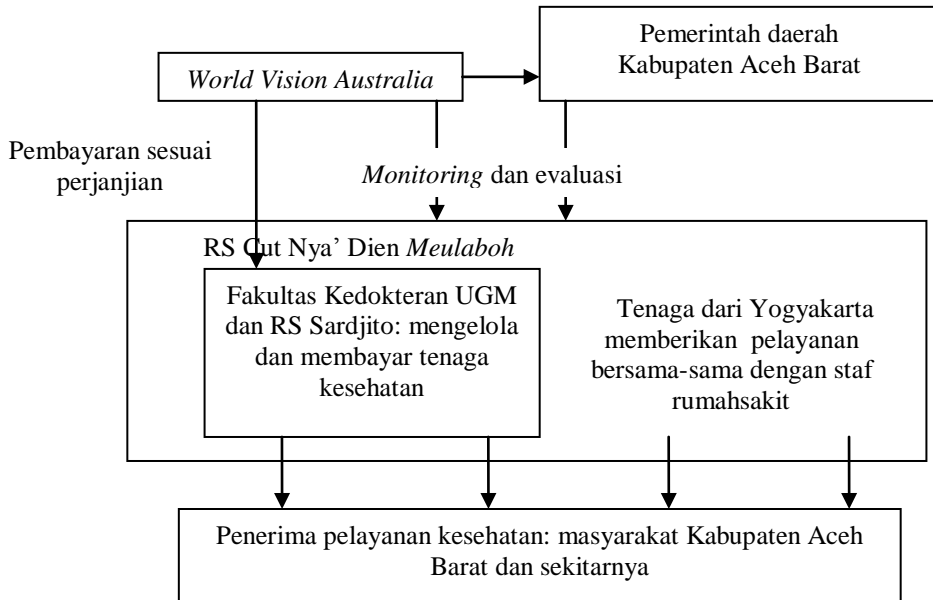 Pemerintah daerah
Kabupaten Aceh Barat
World Vision Australia
Pembayaran sesuai
perjanjian
Monitoring dan evaluasi
RS Cut Nya’ Dien Meulaboh
Fakultas Kedokteran UGM
dan RS Sardjito: mengelola
dan membayar tenaga
kesehatan
Tenaga dari Yogyakarta
memberikan pelayanan
bersama-sama dengan staf
rumahsakit
Penerima pelayanan kesehatan: masyarakat Kabupaten Aceh
Barat dan sekitarnya